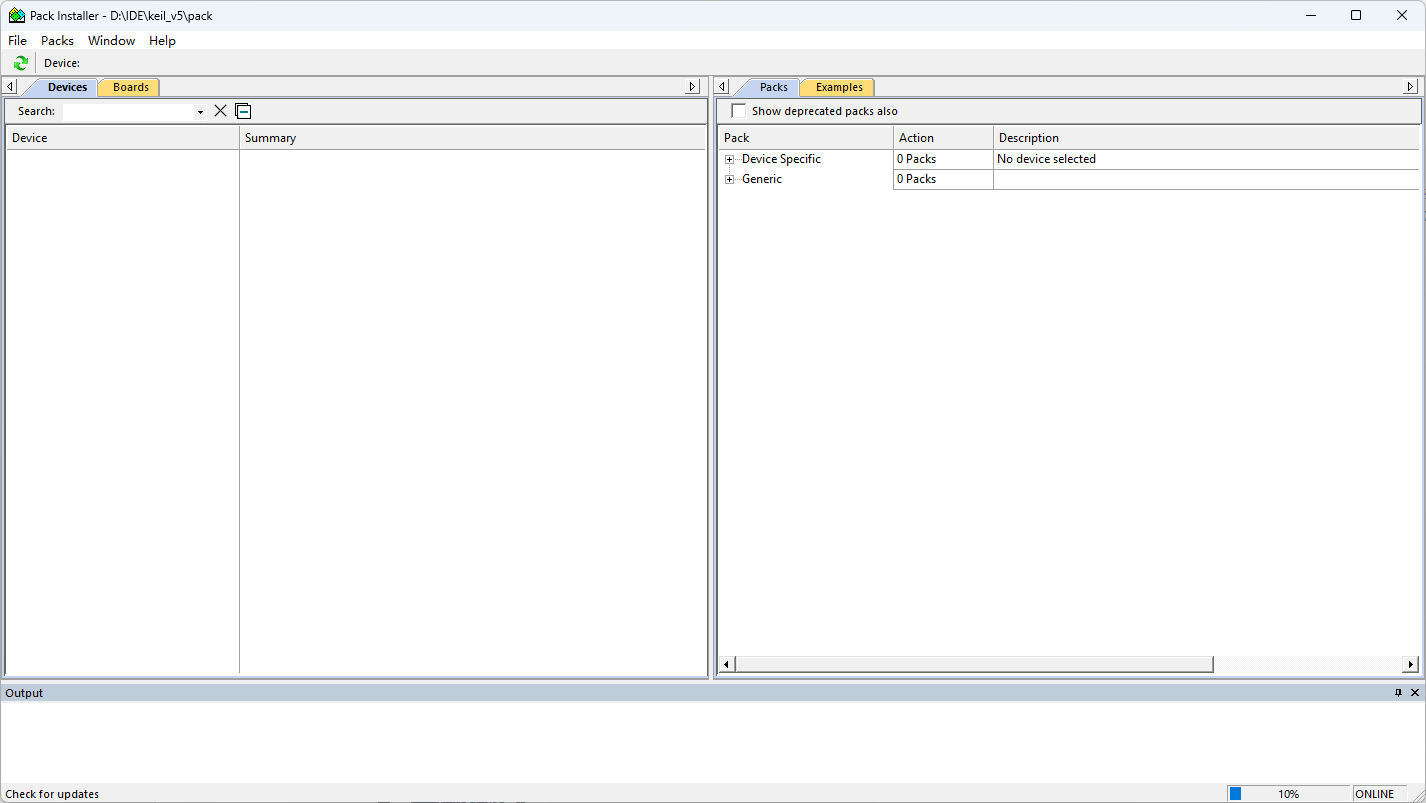 Pack Installer - D:\IDE\keil_v5\pack
File Packs Window Help
Device:
Devices Boards
Search:
Device Summary
Packs Examples
Show deprecated packs also
Pack Action Description
Device Specific 0 Packs No device selected
Generic 0 Packs
Output
Check for updates 10% ONLINE